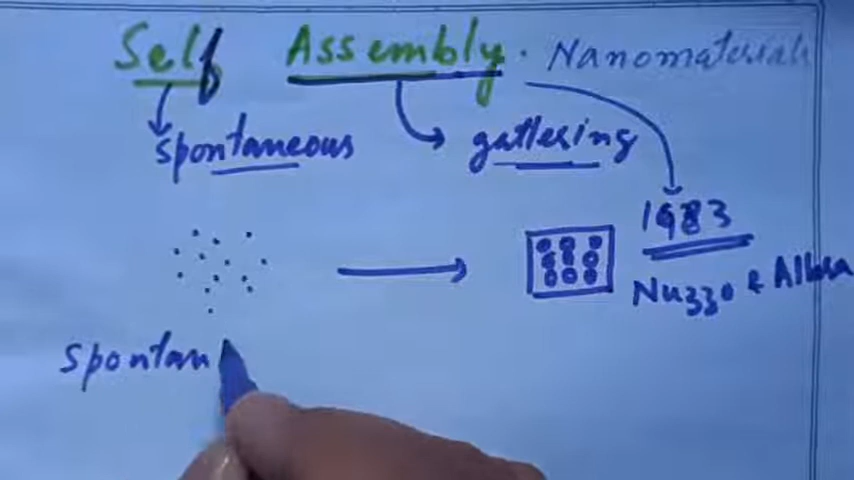 Self Assembly. Nanomaterials
spontaneous gathering
1983
Nuzzo & Allara
spontan